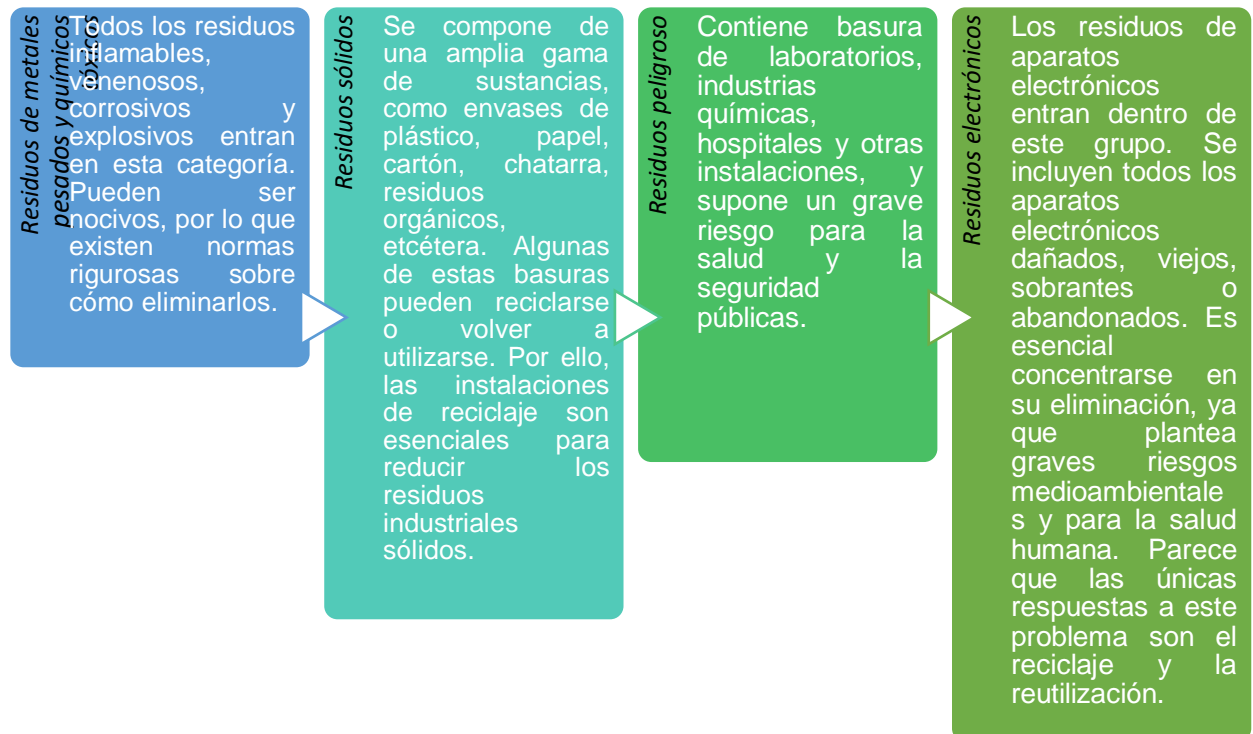 Residuos de metales
pesados y químicos
tóxicos
Todos los residuos
inflamables,
venenosos,
corrosivos y
explosivos entran
en esta categoría.
Pueden ser
nocivos, por lo que
existen normas
rigurosas sobre
cómo eliminarlos.
Residuos sólidos
Se compone de
una amplia gama
de sustancias,
como envases de
plástico, papel,
cartón, chatarra,
residuos
orgánicos,
etcétera. Algunas
de estas basuras
pueden reciclarse
o volver a
utilizarse. Por ello,
las instalaciones
de reciclaje son
esenciales para
reducir los
residuos
industriales
sólidos.
Residuos peligroso
Contiene basura
de laboratorios,
industrias
químicas,
hospitales y otras
instalaciones, y
supone un grave
riesgo para la
salud y la
seguridad
públicas.
Residuos electrónicos
Los residuos de
aparatos
electrónicos
entran dentro de
este grupo. Se
incluyen todos los
aparatos
electrónicos
dañados, viejos,
sobrantes o
abandonados. Es
esencial
concentrarse en
su eliminación, ya
que plantea
graves riesgos
medioambientale
s y para la salud
humana. Parece
que las únicas
respuestas a este
problema son el
reciclaje y la
reutilización.